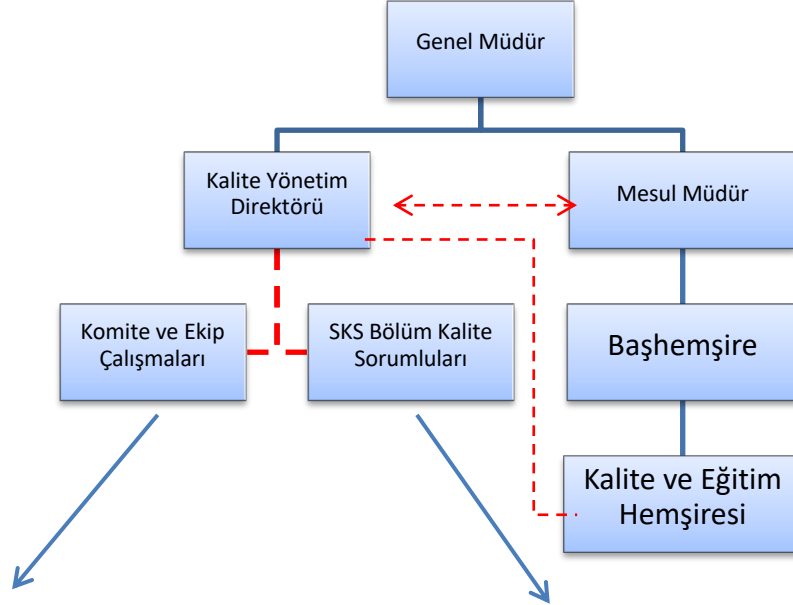 Genel Müdür
Kalite Yönetim
Direktörü
Mesul Müdür
Komite ve Ekip
Çalışmaları
SKS Bölüm Kalite
Sorumluları
Başhemşire
Kalite ve Eğitim
Hemşiresi